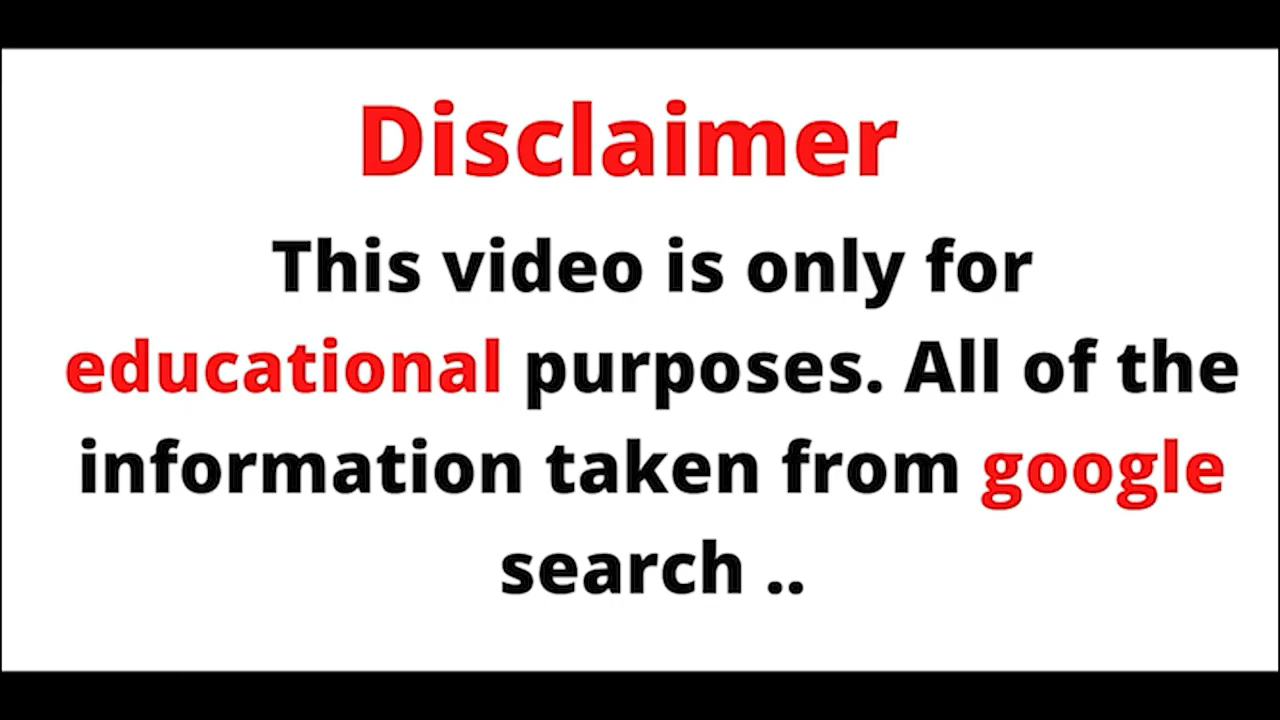 Disclaimer
This video is only for
educational purposes. All of the
information taken from google
search ..